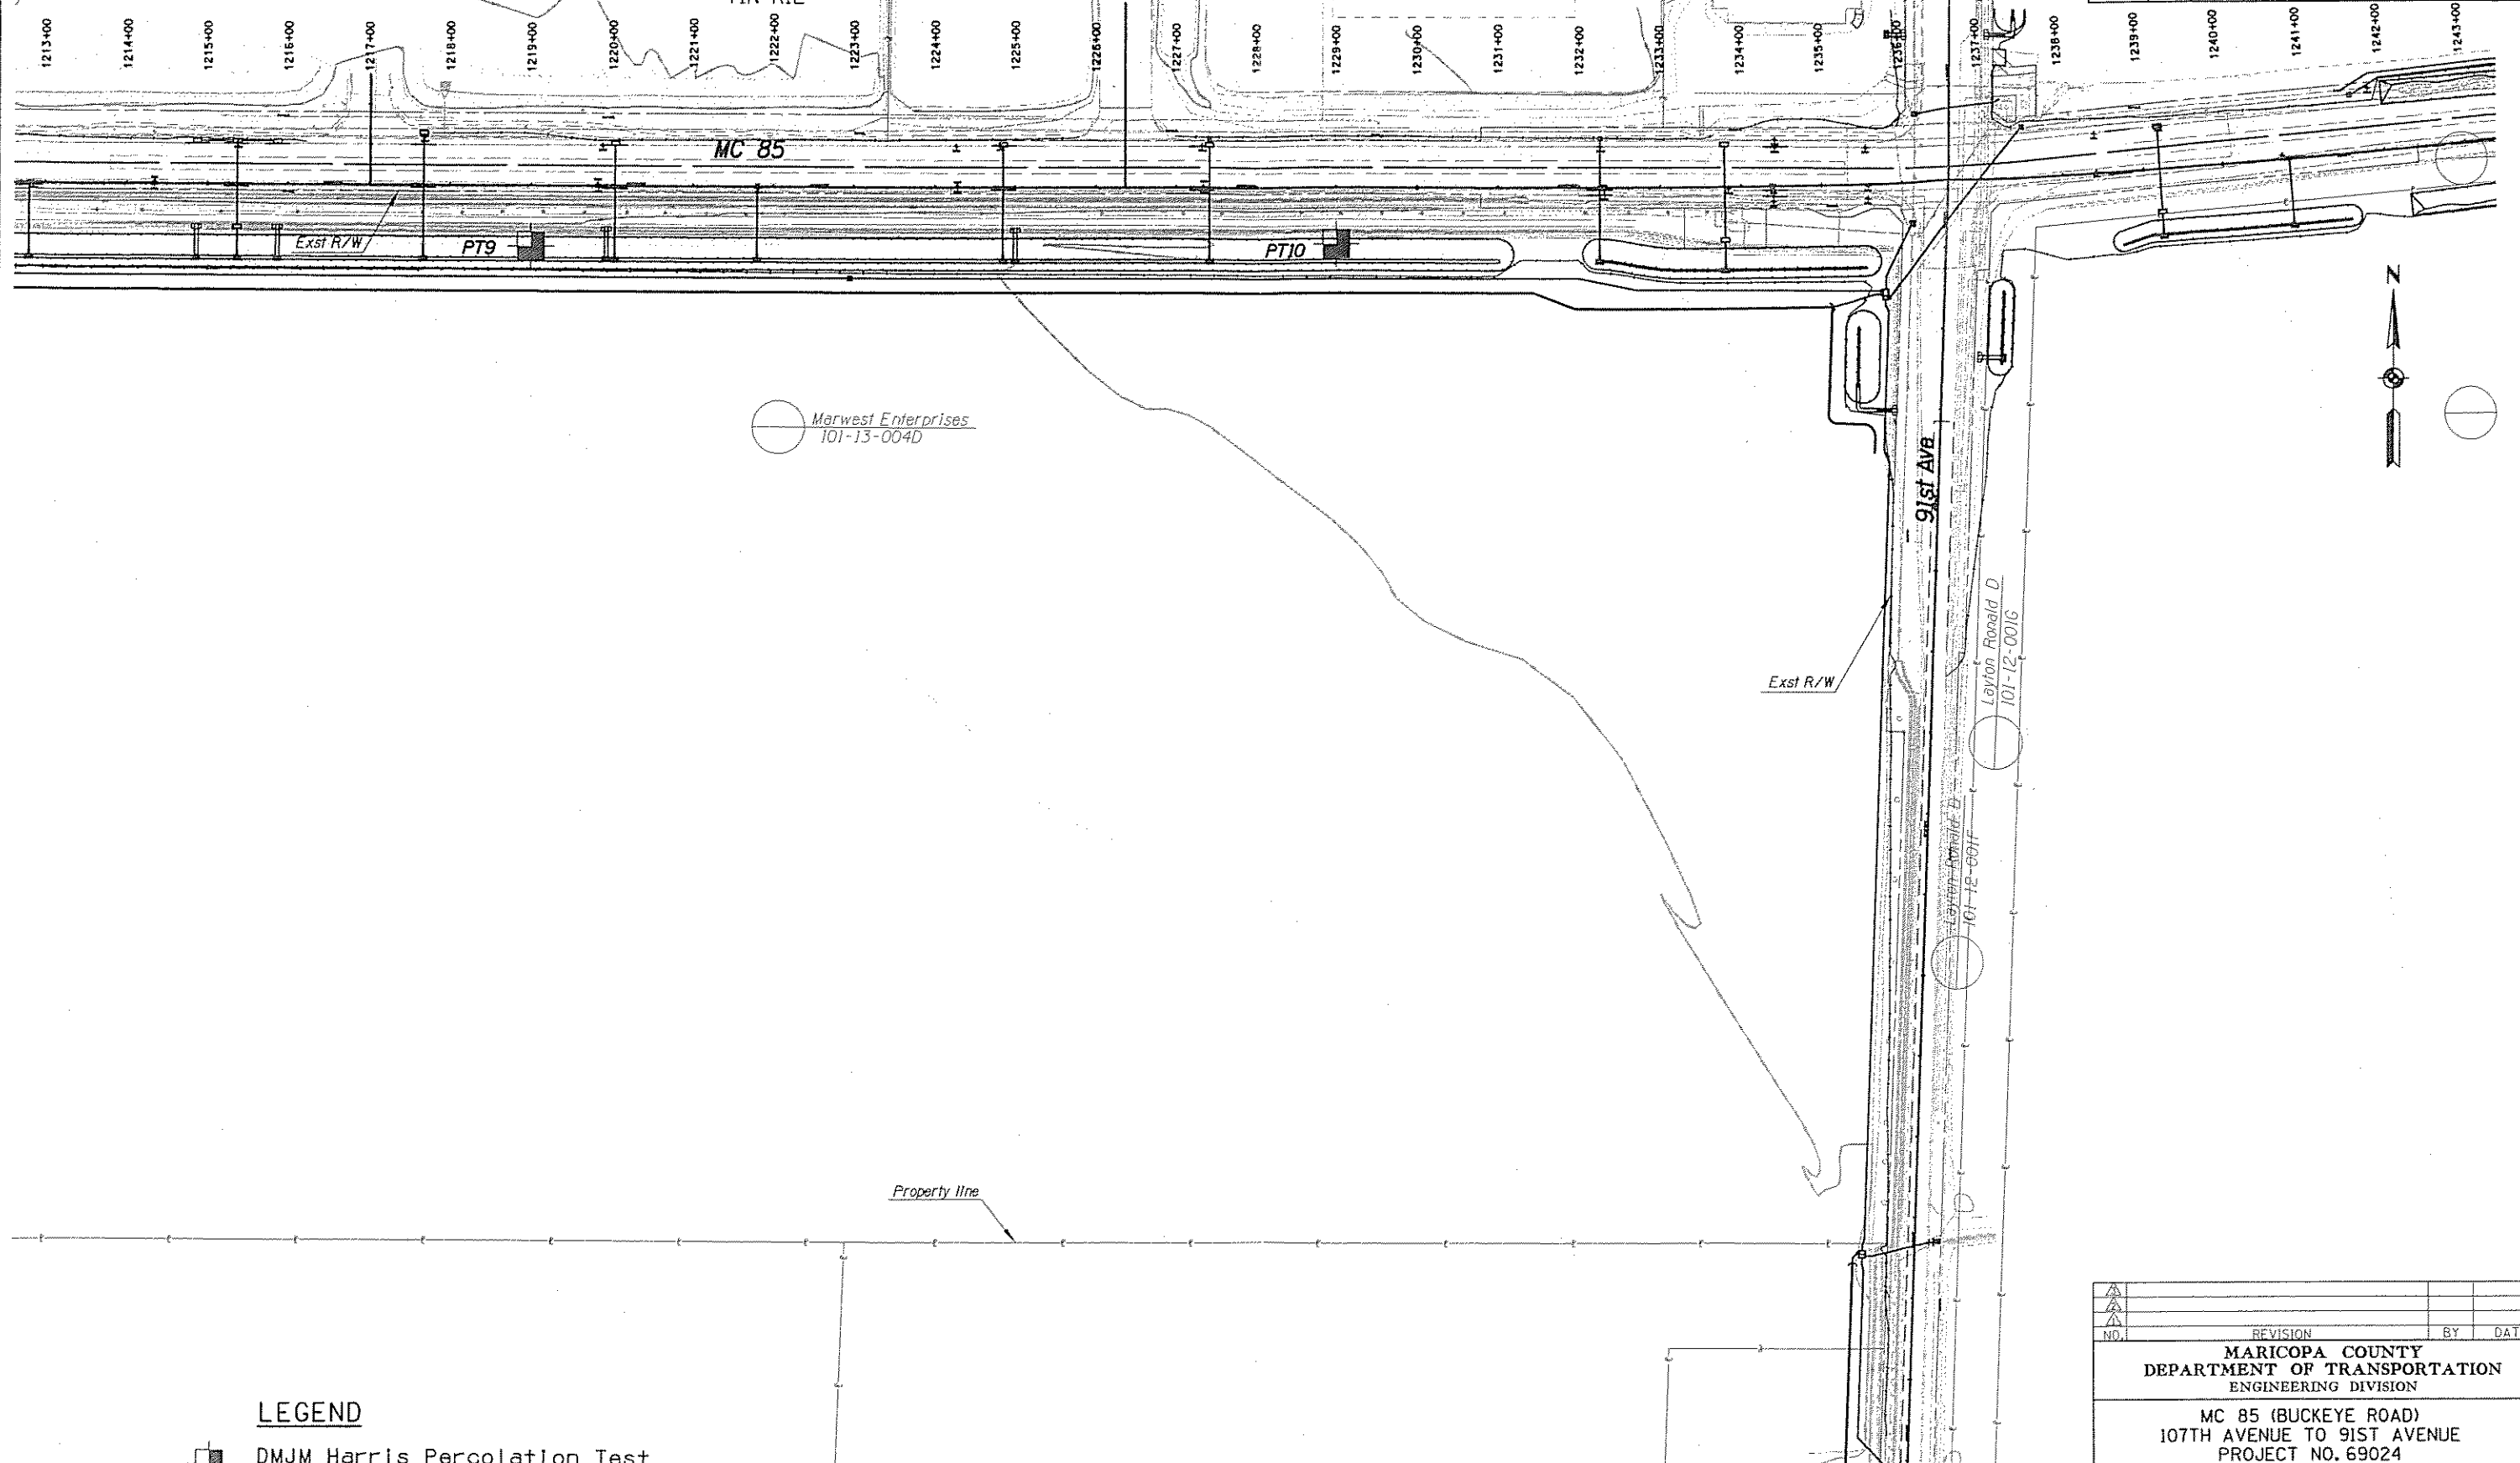 1213+00
1214+00
1215+00
1216+00
1217+00
1218+00
1219+00
1220+00
1221+00
1222+00
1223+00
1224+00
1225+00
1226+00
1227+00
1228+00
1229+00
1230+00
1231+00
1232+00
1233+00
1234+00
1235+00
1236+00
1237+00
1238+00
1239+00
1240+00
1241+00
1242+00
1243+00
MC 85
Exst R/W
PT9
PT10
N
Marwest Enterprises
101-13-004D
91st Ave
Layton Ronald D
101-12-001G
Exst R/W
Layton Ronald D
Property line
NO.
REVISION
BY
MARICOPA COUNTY
DEPARTMENT OF TRANSPORTATION
ENGINEERING DIVISION
MC 85 (BUCKEYE ROAD)
107TH AVENUE TO 91ST AVENUE
PROJECT NO. 69024
LEGEND
DMJM Harris Percolation Test